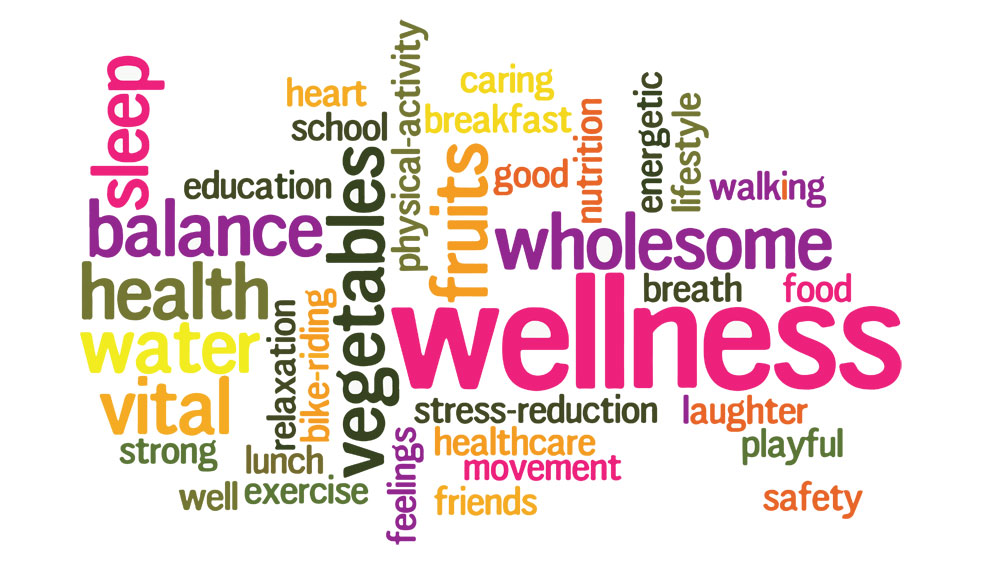 sleep
heart
school
education
balance
health
water
vital
strong
well
lunch
exercise
relaxation
bike-riding
vegetables
physical-activity
caring
breakfast
fruits
good
nutrition
energetic
lifestyle
walking
wholesome
breath
food
wellness
stress-reduction
laughter
healthcare
playful
movement
feelings
friends
safety